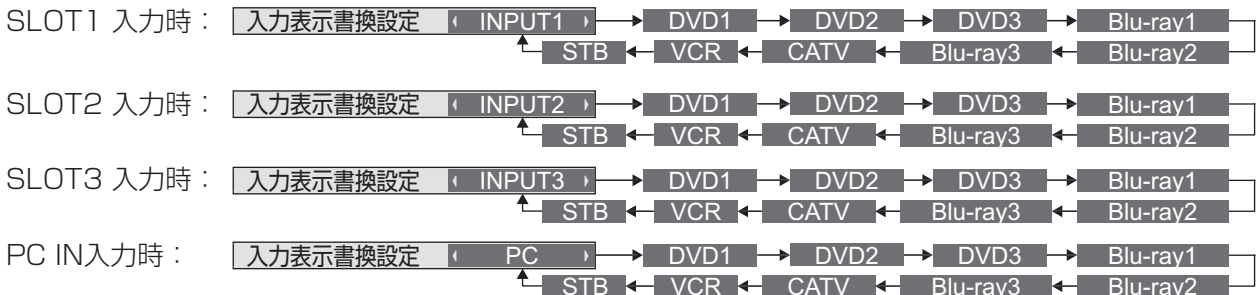 SLOT1 入力時： 入力表示書換設定 INPUT1 DVD1 DVD2 DVD3 Blu-ray1
STB VCR CATV Blu-ray3 Blu-ray2
SLOT2 入力時： 入力表示書換設定 INPUT2 DVD1 DVD2 DVD3 Blu-ray1
STB VCR CATV Blu-ray3 Blu-ray2
SLOT3 入力時： 入力表示書換設定 INPUT3 DVD1 DVD2 DVD3 Blu-ray1
STB VCR CATV Blu-ray3 Blu-ray2
PC IN入力時： 入力表示書換設定 PC DVD1 DVD2 DVD3 Blu-ray1
STB VCR CATV Blu-ray3 Blu-ray2